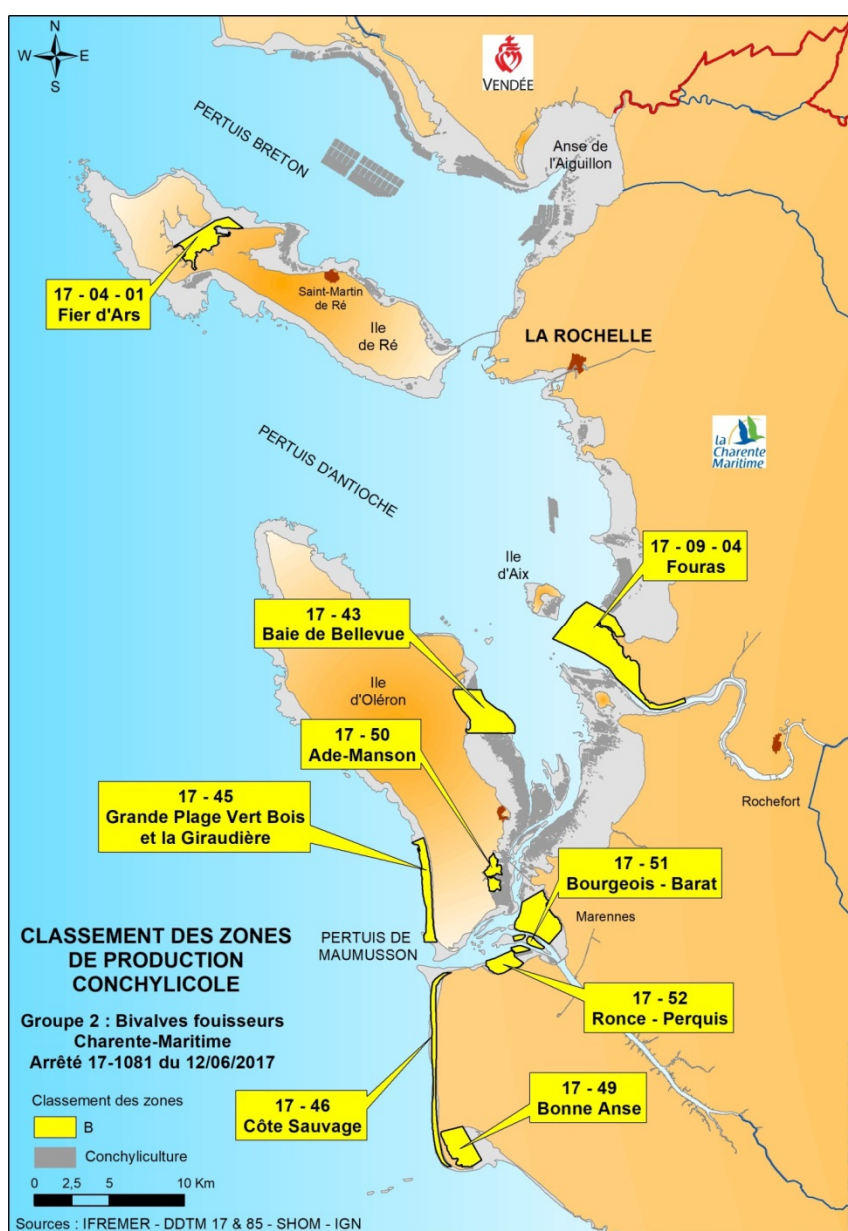 N
W
E
S
VENDÉE
PERTUIS BRETON
Anse de
l'Aiguillon
17 - 04 - 01
Fier d'Ars
Saint-Martin
de Ré
Ile
de Ré
LA ROCHELLE
la
Charente
Maritime
PERTUIS D'ANTIOCHE
Ile
d'Aix
17 - 09 - 04
Fouras
17 - 43
Baie de Bellevue
Ile
d'Oléron
17 - 50
Ade-Manson
Rochefort
17 - 45
Grande Plage Vert Bois
et la Giraudière
17 - 51
Bourgeois - Barat
Marennes
PERTUIS DE
MAUMUSSON
17 - 52
Ronce - Perquis
17 - 46
Côte Sauvage
17 - 49
Bonne Anse
CLASSEMENT DES ZONES
DE PRODUCTION
CONCHYLICOLE
Groupe 2 : Bivalves fouisseurs
Charente-Maritime
Arrêté 17-1081 du 12/06/2017
Classement des zones
B
Conchyliculture
0 2,5 5 10 Km
Sources : IFREMER - DDTM 17 & 85 - SHOM - IGN